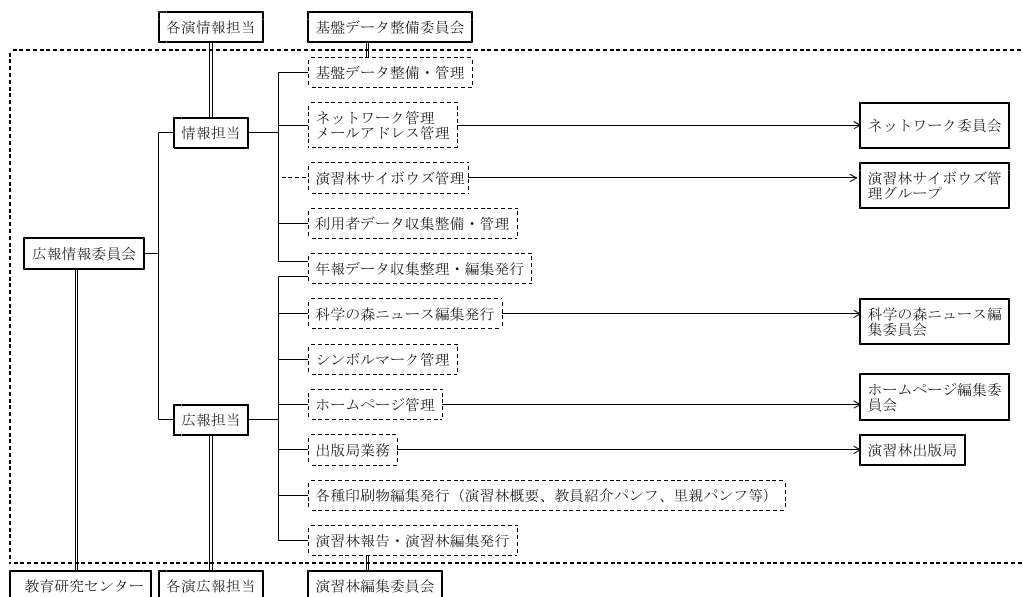 各演情報担当
基盤データ整備委員会
基盤データ整備・管理
情報担当
ネットワーク管理
メールアドレス管理
ネットワーク委員会
演習林サイボウズ管理
演習林サイボウズ管
理グループ
利用者データ収集整備・管理
広報情報委員会
年報データ収集整理・編集発行
科学の森ニュース編集発行
科学の森ニュース編
集委員会
シンボルマーク管理
広報担当
ホームページ管理
ホームページ編集委
員会
出版局業務
演習林出版局
各種印刷物編集発行（演習林概要、教員紹介パンフ、里親パンフ等）
演習林報告・演習林編集発行
教育研究センター
各演広報担当
演習林編集委員会